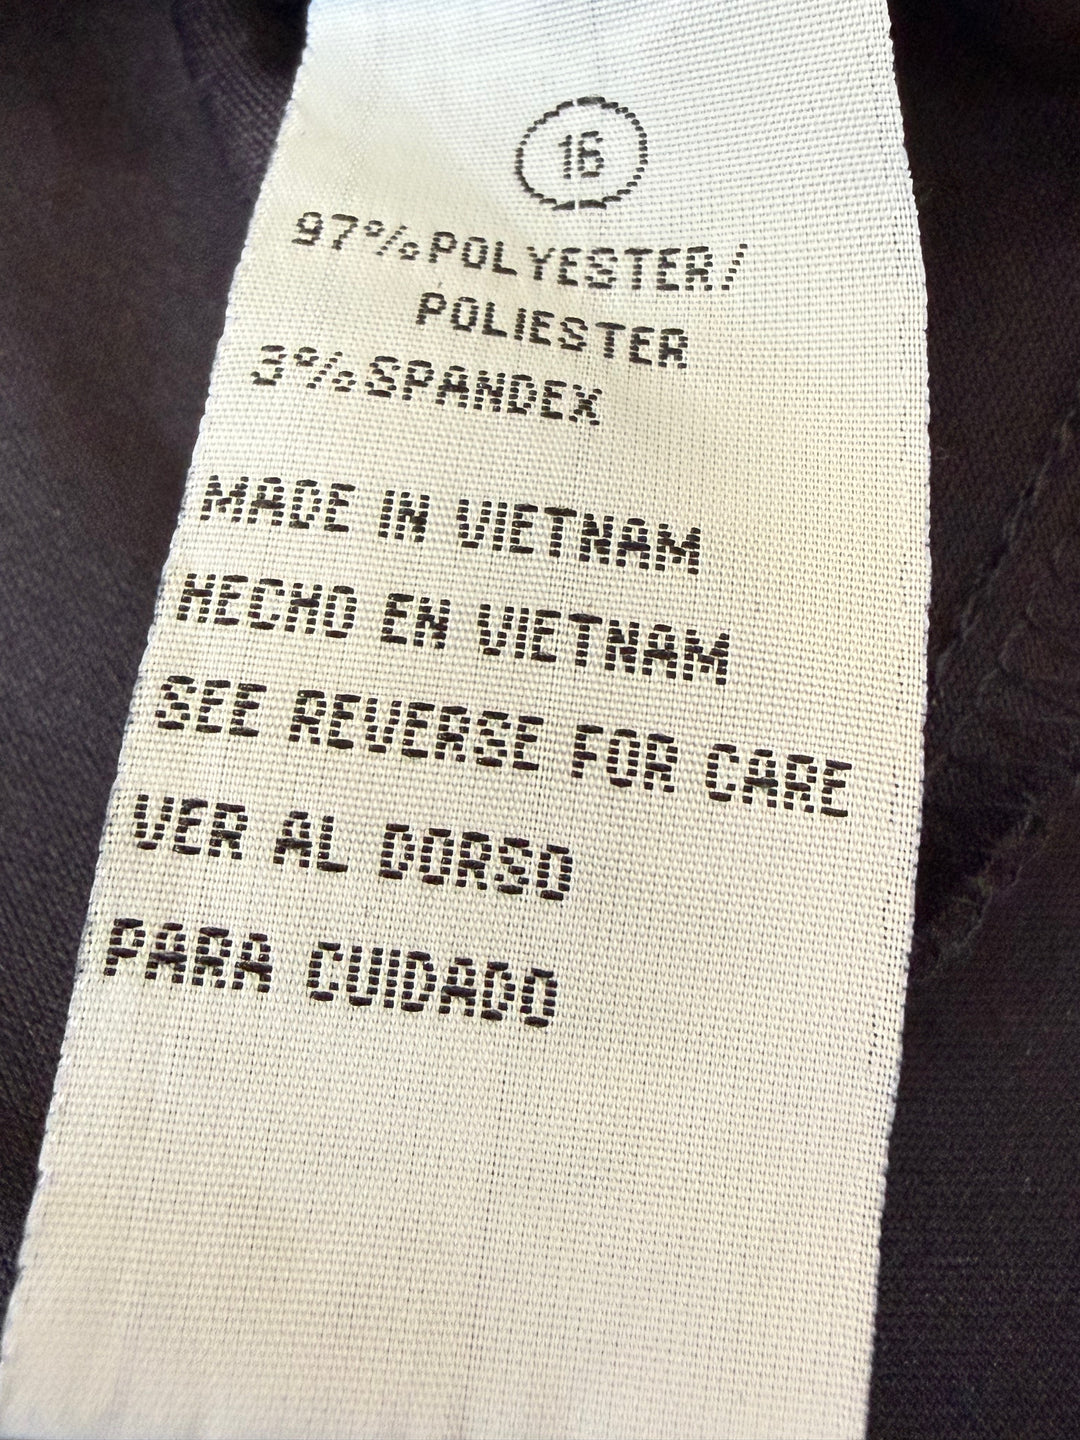 16
97%POLYESTER/
POLIESTER
3%SPANDEX
MADE IN VIETNAM
HECHO EN VIETNAM
SEE REVERSE FOR CARE
VER AL DORSO
PARA CUIDADO